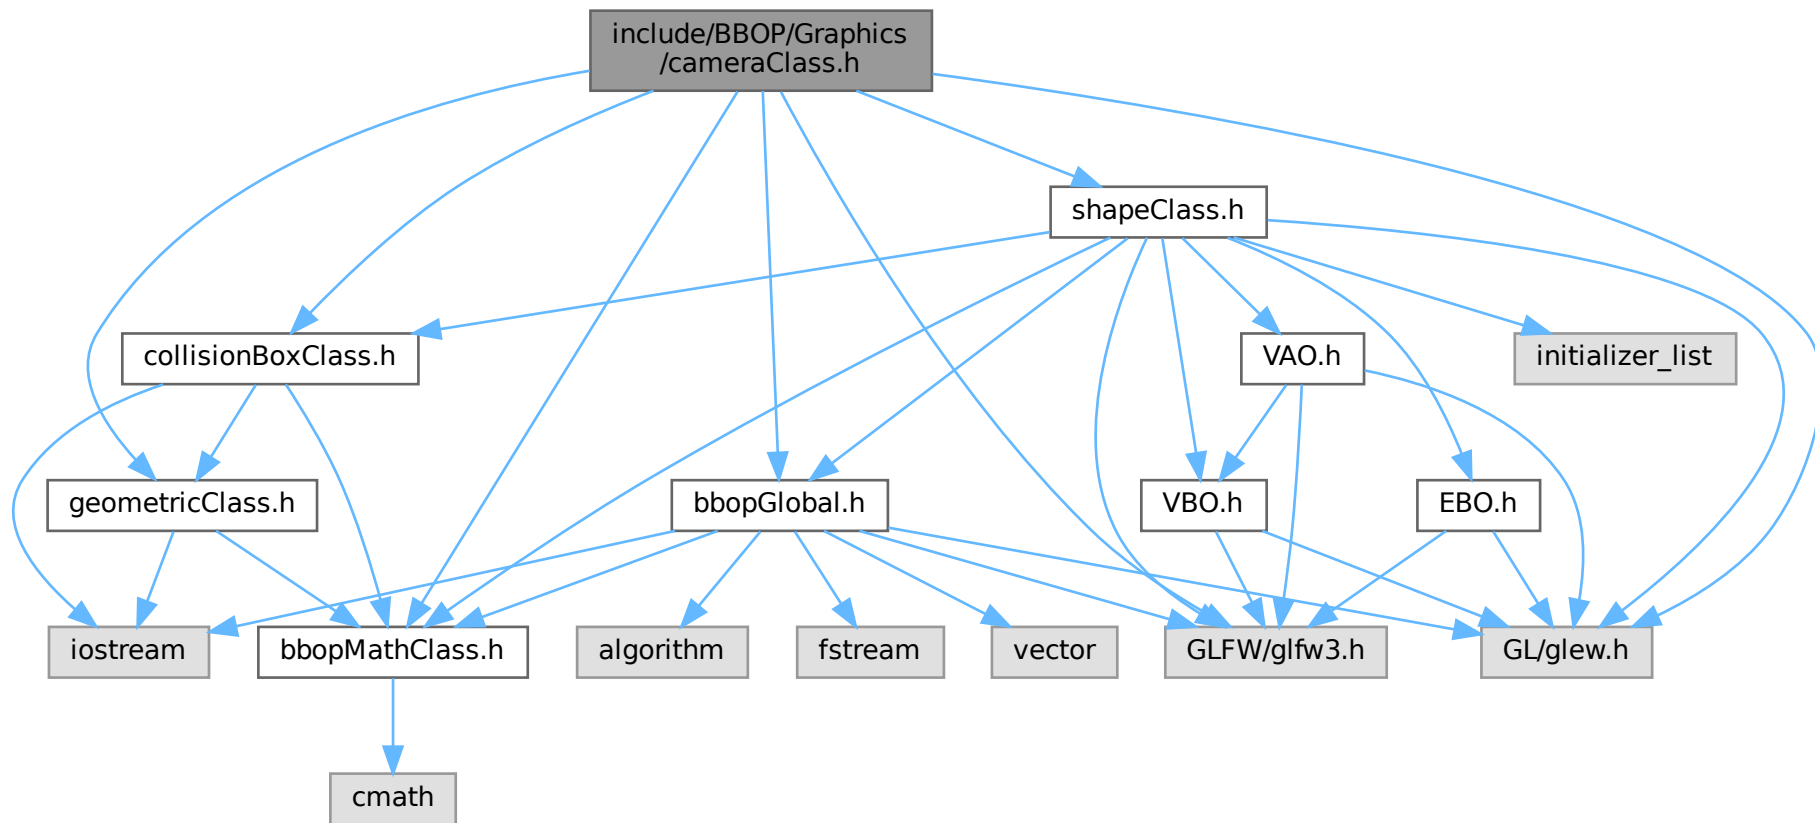 include/BBOP/Graphics
/cameraClass.h
shapeClass.h
collisionBoxClass.h
VAO.h
initializer_list
geometricClass.h
bbopGlobal.h
VBO.h
EBO.h
iostream
bbopMathClass.h
algorithm
fstream
vector
GLFW/glfw3.h
GL/glew.h
cmath